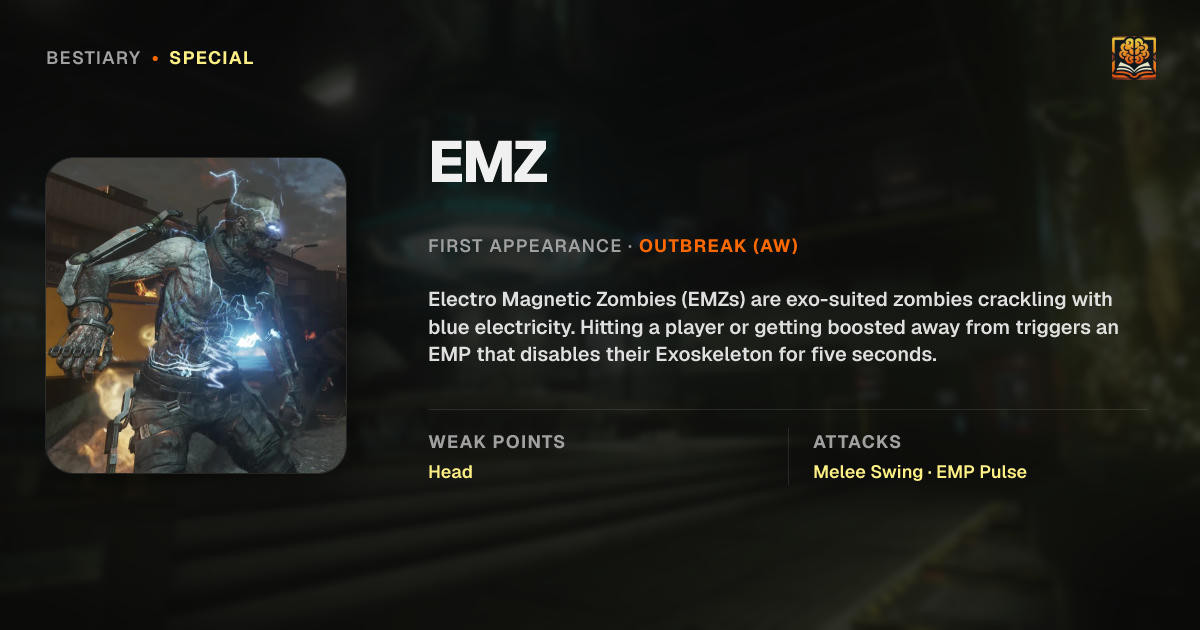 BESTIARY • SPECIAL
EMZ
FIRST APPEARANCE · OUTBREAK (AW)
Electro Magnetic Zombies (EMZs) are exo-suited zombies crackling with
blue electricity. Hitting a player or getting boosted away from triggers an
EMP that disables their Exoskeleton for five seconds.
WEAK POINTS
Head
ATTACKS
Melee Swing · EMP Pulse